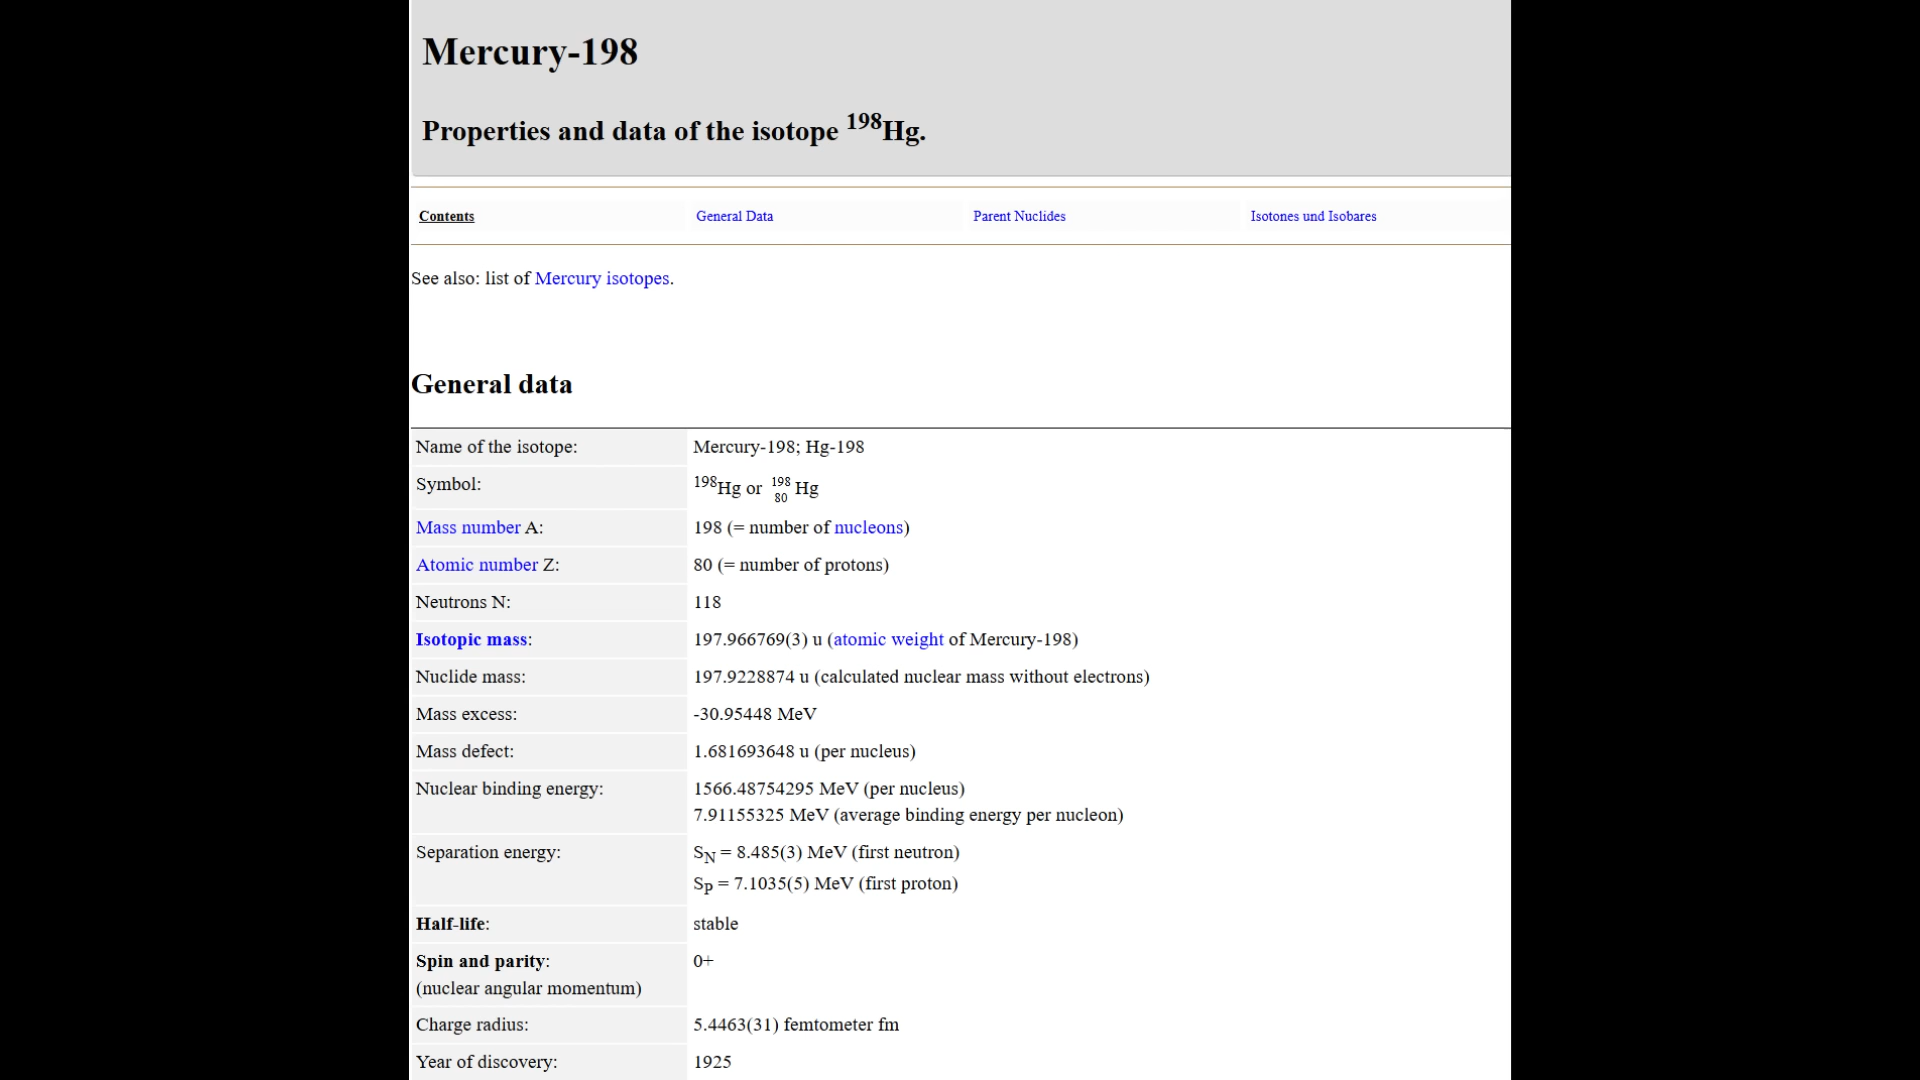 Mercury-198
Properties and data of the isotope ¹⁹⁸Hg.
Contents General Data Parent Nuclides Isotones und Isobares
See also: list of Mercury isotopes.
General data
Name of the isotope: Mercury-198; Hg-198
Symbol: ¹⁹⁸Hg or ¹⁹⁸₈₀Hg
Mass number A: 198 (= number of nucleons)
Atomic number Z: 80 (= number of protons)
Neutrons N: 118
Isotopic mass: 197.966769(3) u (atomic weight of Mercury-198)
Nuclide mass: 197.9228874 u (calculated nuclear mass without electrons)
Mass excess: -30.95448 MeV
Mass defect: 1.681693648 u (per nucleus)
Nuclear binding energy: 1566.48754295 MeV (per nucleus)
7.91155325 MeV (average binding energy per nucleon)
Separation energy: S_N = 8.485(3) MeV (first neutron)
S_P = 7.1035(5) MeV (first proton)
Half-life: stable
Spin and parity: 0+
(nuclear angular momentum)
Charge radius: 5.4463(31) femtometer fm
Year of discovery: 1925